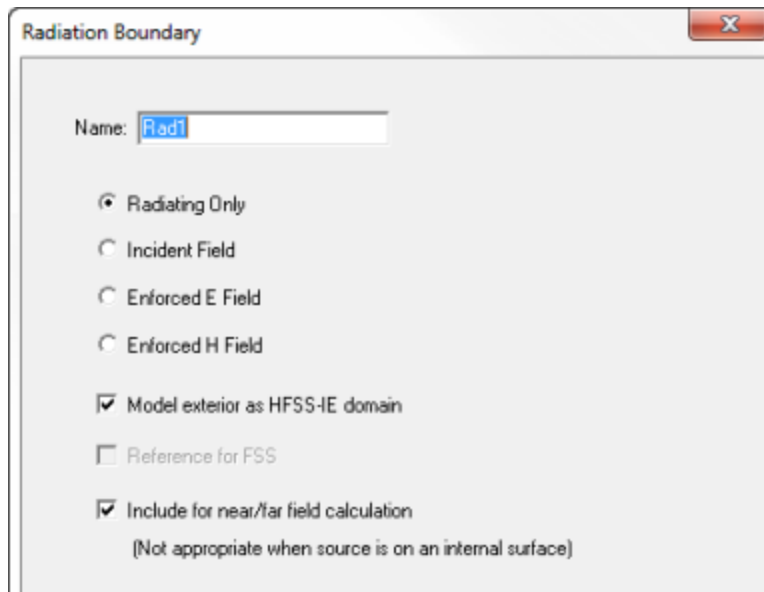 Radiation Boundary
Name: Rad1
Radiating Only
Incident Field
Enforced E Field
Enforced H Field
Model exterior as HFSS-IE domain
Reference for FSS
Include for near/far field calculation
(Not appropriate when source is on an internal surface)